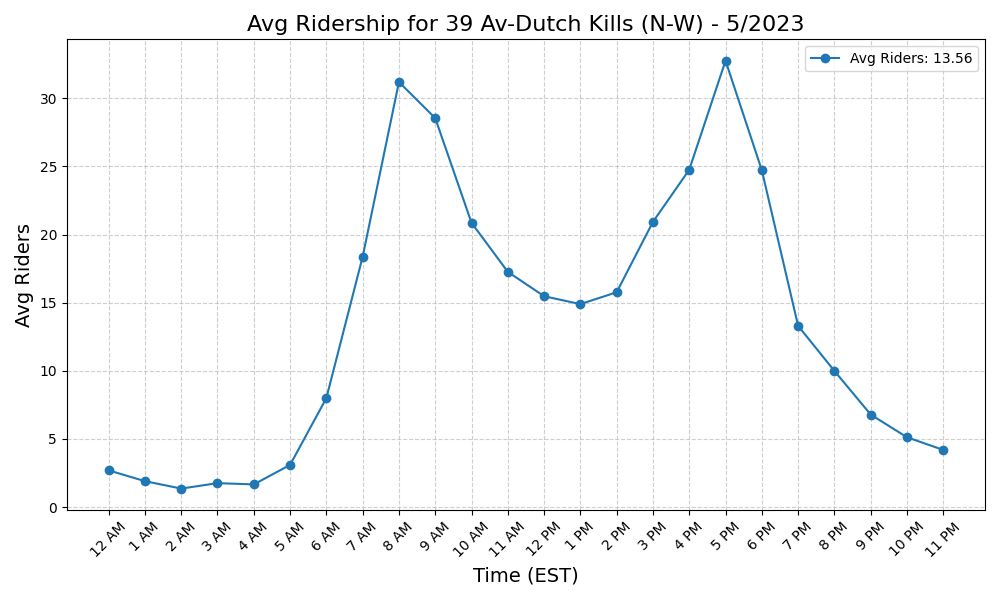 Avg Ridership for 39 Av-Dutch Kills (N-W) - 5/2023
Avg Riders: 13.56
Avg Riders
30
25
20
15
10
5
0
12 AM
1 AM
2 AM
3 AM
4 AM
5 AM
6 AM
7 AM
8 AM
9 AM
10 AM
11 AM
12 PM
1 PM
2 PM
3 PM
4 PM
5 PM
6 PM
7 PM
8 PM
9 PM
10 PM
11 PM
Time (EST)